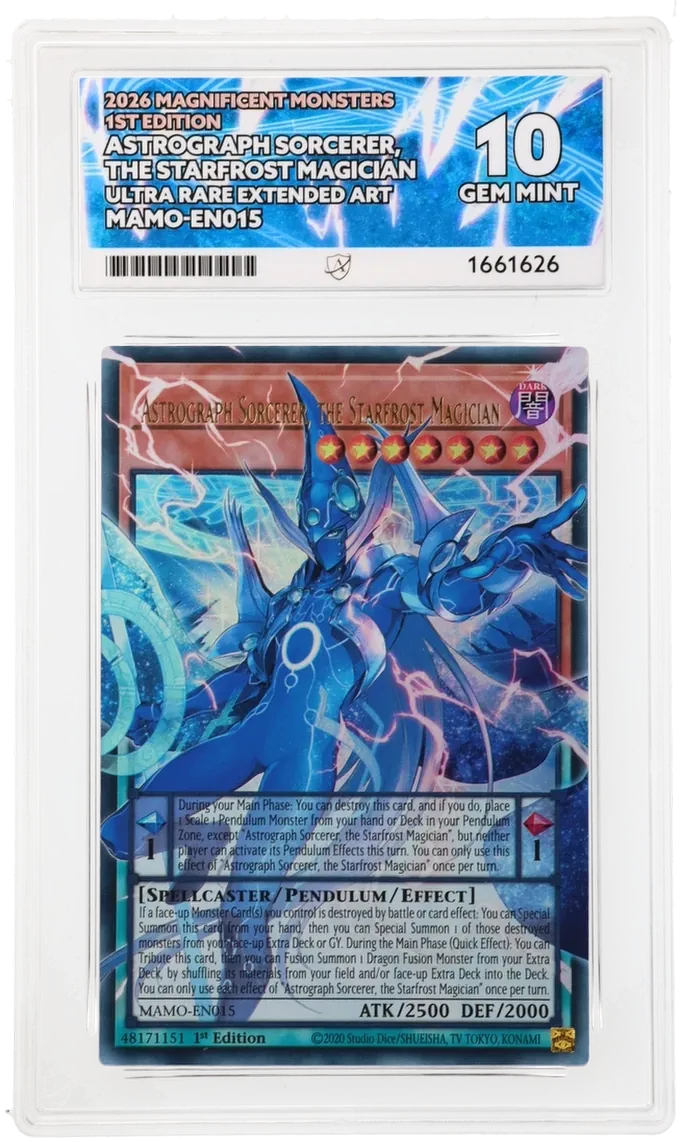 2026 MAGNIFICENT MONSTERS
1ST EDITION
ASTROGRAPH SORCERER,
THE STARFROST MAGICIAN
ULTRA RARE EXTENDED ART
MAMO-EN015
10
GEM MINT
1661626
ASTROGRAPH SORCERER, THE STARFROST MAGICIAN
DARK
闇
During your Main Phase: You can destroy this card, and if you do, place
1 Scale 1 Pendulum Monster from your hand or Deck in your Pendulum
Zone, except "Astrograph Sorcerer, the Starfrost Magician", but neither
player can activate its Pendulum Effects this turn. You can only use this
effect of "Astrograph Sorcerer, the Starfrost Magician" once per turn.
1
1
[SPELLCASTER/PENDULUM/EFFECT]
If a face-up Monster Card(s) you control is destroyed by battle or card effect: You can Special
Summon this card from your hand, then you can Special Summon 1 of those destroyed
monsters from your face-up Extra Deck or GY. During the Main Phase (Quick Effect): You can
Tribute this card, then you can Fusion Summon 1 Dragon Fusion Monster from your Extra
Deck, by shuffling its materials from your field and/or face-up Extra Deck into the Deck.
You can only use each effect of "Astrograph Sorcerer, the Starfrost Magician" once per turn.
MAMO-EN015
ATK/2500 DEF/2000
48171151 1st Edition
©2020 Studio Dice/SHUEISHA, TV TOKYO, KONAMI